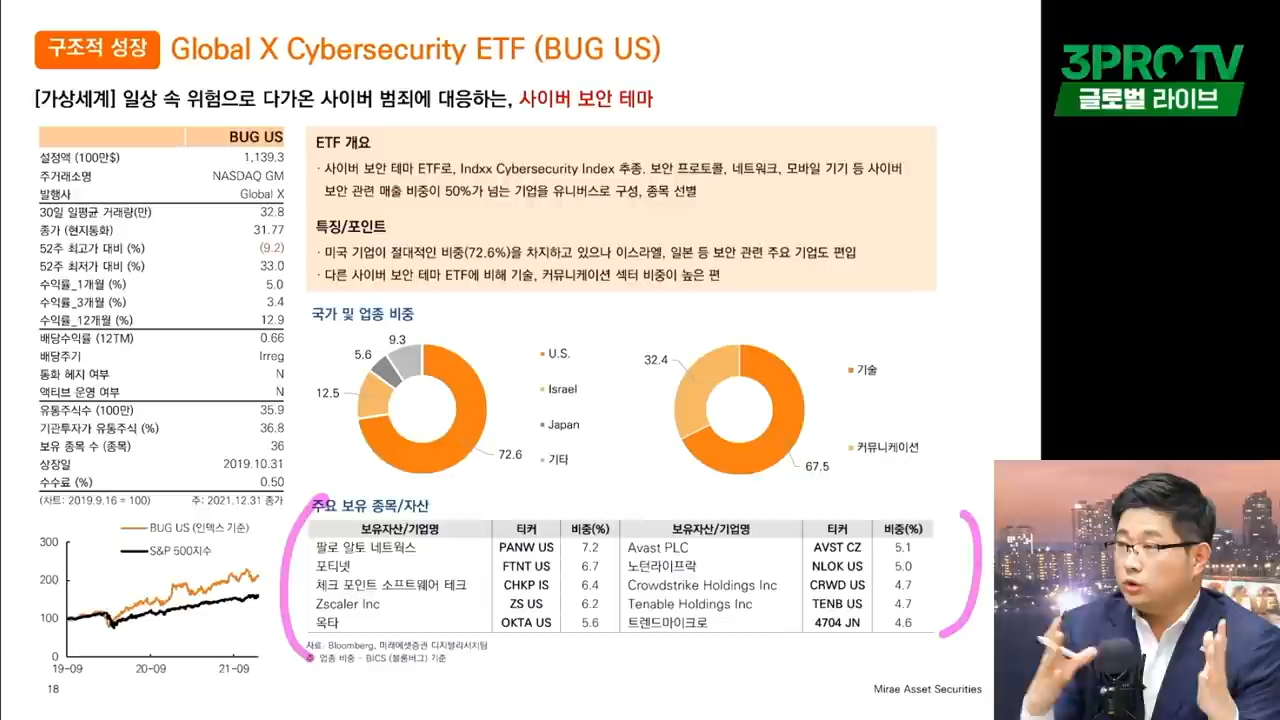 구조적 성장 Global X Cybersecurity ETF (BUG US)
[가상세계] 일상 속 위험으로 다가온 사이버 범죄에 대응하는, 사이버 보안 테마
BUG US
설정액 (100만$) 1,139.3
주거래소명 NASDAQ GM
발행사 Global X
30일 일평균 거래량(만) 32.8
종가 (현지통화) 31.77
52주 최고가 대비 (%) (9.2)
52주 최저가 대비 (%) 33.0
수익률_1개월 (%) 5.0
수익률_3개월 (%) 3.4
수익률_12개월 (%) 12.9
배당수익률 (12TM) 0.66
배당주기 Irreg
통화 헤지 여부 N
액티브 운영 여부 N
유통주식수 (100만) 35.9
기관투자가 유통주식 (%) 36.8
보유 종목 수 (종목) 36
상장일 2019.10.31
수수료 (%) 0.50
(차트: 2019.9.16 = 100) 주: 2021.12.31 종가
BUG US (인덱스 기준)
S&P 500지수
300
200
100
0
19-09 20-09 21-09
ETF 개요
· 사이버 보안 테마 ETF로, Indxx Cybersecurity Index 추종. 보안 프로토콜, 네트워크, 모바일 기기 등 사이버
보안 관련 매출 비중이 50%가 넘는 기업을 유니버스로 구성, 종목 선별
특징/포인트
· 미국 기업이 절대적인 비중(72.6%)을 차지하고 있으나 이스라엘, 일본 등 보안 관련 주요 기업도 편입
· 다른 사이버 보안 테마 ETF에 비해 기술, 커뮤니케이션 섹터 비중이 높은 편
국가 및 업종 비중
9.3
5.6
12.5
72.6
U.S.
Israel
Japan
기타
32.4
67.5
기술
커뮤니케이션
주요 보유 종목/자산
보유자산/기업명 티커 비중(%) 보유자산/기업명 티커 비중(%)
팔로 알토 네트웍스 PANW US 7.2 Avast PLC AVST CZ 5.1
포티넷 FTNT US 6.7 노턴라이프락 NLOK US 5.0
체크 포인트 소프트웨어 테크 CHKP IS 6.4 Crowdstrike Holdings Inc CRWD US 4.7
Zscaler Inc ZS US 6.2 Tenable Holdings Inc TENB US 4.7
옥타 OKTA US 5.6 트렌드마이크로 4704 JN 4.6
자료: Bloomberg, 미래에셋증권 디지털리서치팀
주: 업종 비중 - BICS (블룸버그) 기준
18
Mirae Asset Securities
3PRO TV
글로벌 라이브